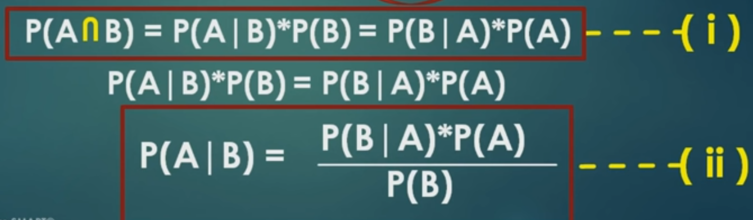 P(A∩B) = P(A|B)*P(B) = P(B|A)*P(A) ----(i)
P(A|B)*P(B) = P(B|A)*P(A)
P(A|B) = P(B|A)*P(A) / P(B) ----(ii)